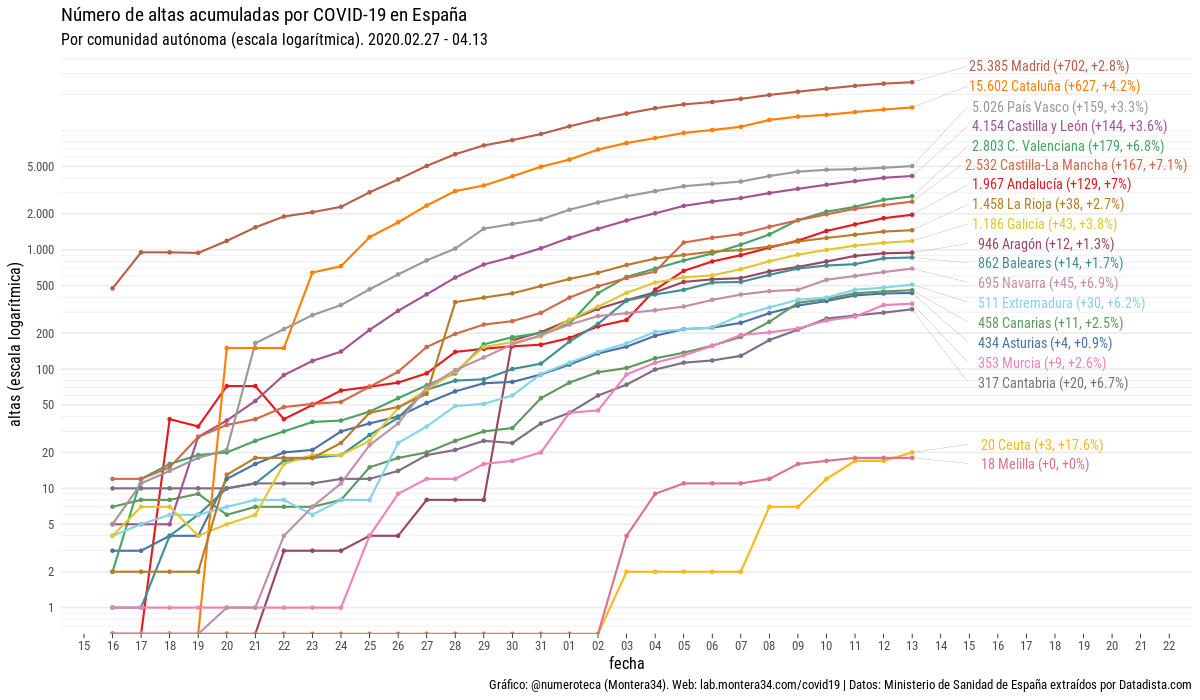 Número de altas acumuladas por COVID-19 en España
Por comunidad autónoma (escala logarítmica). 2020.02.27 - 04.13
25.385 Madrid (+702, +2.8%)
15.602 Cataluña (+627, +4.2%)
5.026 País Vasco (+159, +3.3%)
4.154 Castilla y León (+144, +3.6%)
2.803 C. Valenciana (+179, +6.8%)
2.532 Castilla-La Mancha (+167, +7.1%)
1.967 Andalucía (+129, +7%)
1.458 La Rioja (+38, +2.7%)
1.186 Galicia (+43, +3.8%)
946 Aragón (+12, +1.3%)
862 Baleares (+14, +1.7%)
695 Navarra (+45, +6.9%)
511 Extremadura (+30, +6.2%)
458 Canarias (+11, +2.5%)
434 Asturias (+4, +0.9%)
353 Murcia (+9, +2.6%)
317 Cantabria (+20, +6.7%)
20 Ceuta (+3, +17.6%)
18 Melilla (+0, +0%)
altas (escala logarítmica)
5.000
2.000
1.000
500
200
100
50
20
10
5
2
1
15 16 17 18 19 20 21 22 23 24 25 26 27 28 29 30 31 01 02 03 04 05 06 07 08 09 10 11 12 13 14 15 16 17 18 19 20 21 22
fecha
Gráfico: @numeroteca (Montera34). Web: lab.montera34.com/covid19 | Datos: Ministerio de Sanidad de España extraídos por Datadista.com